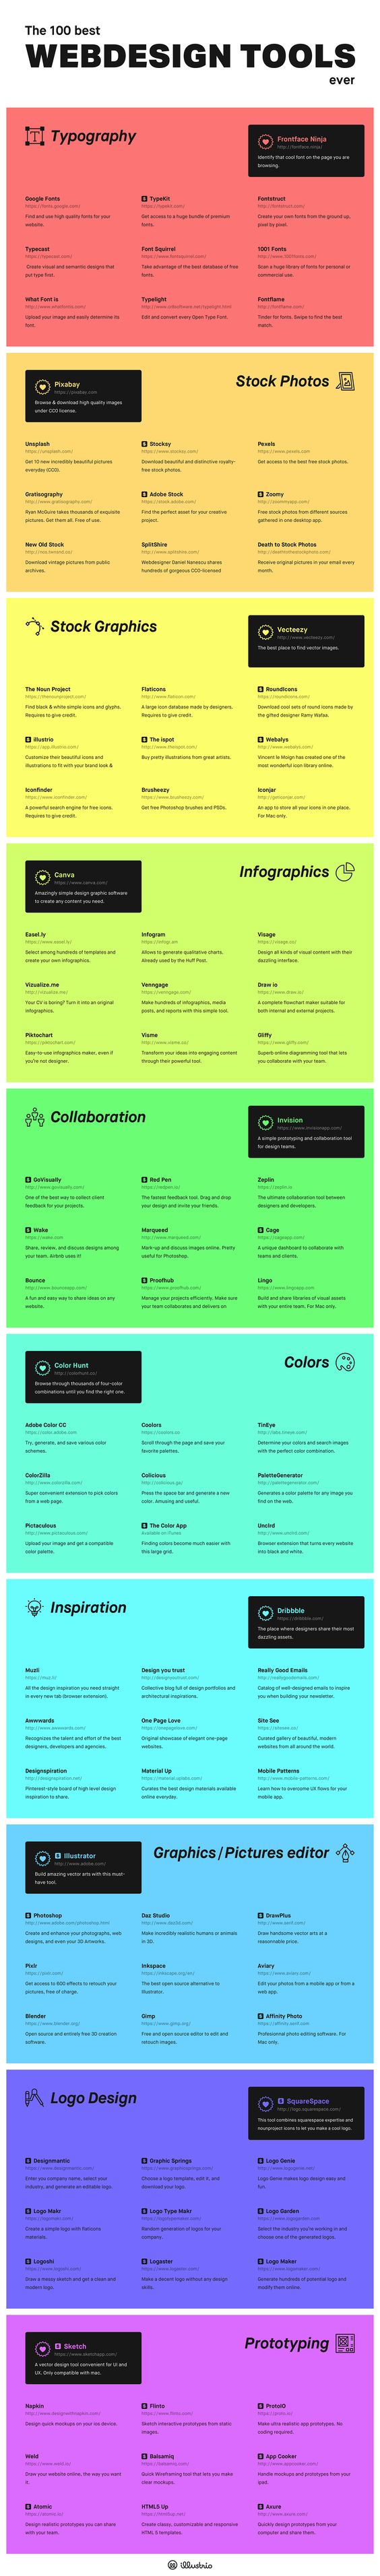 The 100 best
WEBDESIGN TOOLS
ever
Typography
Frontface Ninja
http://fontface.ninja/
Identify that cool font on the page you are
browsing.
Google Fonts
https://fonts.google.com/
Find and use high quality fonts for your
website.
$ TypeKit
https://typekit.com/
Get access to a huge bundle of premium
fonts.
Fontstruct
http://fontstruct.com/
Create your own fonts from the ground up,
pixel by pixel.
Typecast
https://typecast.com/
Create visual and semantic designs that
put type first.
Font Squirrel
https://www.fontsquirrel.com/
Take advantage of the best database of free
fonts.
1001 Fonts
http://www.1001fonts.com/
Scan a huge library of fonts for personal or
commercial use.
What Font is
http://www.whatfontis.com/
Upload your image and easily determine its
font.
Typelight
Edit and convert every Open Type Font.
Fontflame
http://fontflame.com/
Tinder for fonts. Swipe to find the best
match.
Pixabay
https://pixabay.com
Browse & download high quality images
under CC0 license.
Stock Photos
Unsplash
https://unsplash.com/
Get 10 new incredibly beautiful pictures
everyday (CC0).
$ Stocksy
https://www.stocksy.com/
Download beautiful and distinctive royalty-
free stock photos.
Pexels
https://www.pexels.com
Get access to the best free stock photos.
Gratisography
http://www.gratisography.com/
Ryan McGuire takes thousands of exquisite
pictures. Get them all. Free of use.
$ Adobe Stock
https://stock.adobe.com/
Find the perfect asset for your creative
project.
$ Zoomy
http://zoomyapp.com/
Free stock photos from different sources
gathered in one desktop app.
New Old Stock
http://nos.twnsnd.co/
Download vintage pictures from public
archives.
SplitShire
http://www.splitshire.com/
Webdesigner Daniel Nanescu shares
hundreds of gorgeous CC0-licensed
Death to Stock Photos
http://deathtothestockphoto.com/
Receive original pictures in your email every
month.
Stock Graphics
Vecteezy
http://www.vecteezy.com/
The best place to find vector images.
The Noun Project
https://thenounproject.com/
Find black & white simple icons and glyphs.
Requires to give credit.
Flaticons
http://www.flaticon.com/
A large icon database made by designers.
Requires to give credit.
$ Roundicons
https://roundicons.com/
Download cool sets of round icons made by
the gifted designer Ramy Wafaa.
$ illustrio
https://app.illustrio.com/
Customize their beautiful icons and
illustrations to fit with your brand look &
$ The ispot
http://www.theispot.com/
Buy pretty illustrations from great artists.
$ Webalys
http://www.webalys.com/
Vincent le Moign has created one of the
most wonderful icon library online.
Iconfinder
https://www.iconfinder.com/
A powerful search engine for free icons.
Requires to give credit.
Brusheezy
https://www.brusheezy.com/
Get free Photoshop brushes and PSDs.
Iconjar
http://geticonjar.com/
An app to store all your icons in one place.
For Mac only.
Canva
https://www.canva.com/
Amazingly simple design graphic software
to create any content you need.
Infographics
Easel.ly
https://www.easel.ly/
Select among hundreds of templates and
create your own infographics.
Infogram
https://infogr.am
Allows to generate qualitative charts.
Already used by the Huff Post.
Visage
https://visage.co/
Design all kinds of visual content with their
dazzling interface.
Vizualize.me
http://vizualize.me/
Your CV is boring? Turn it into an original
infographics.
Venngage
https://venngage.com/
Make hundreds of infographics, media
posts, and reports with this simple tool.
Draw io
https://www.draw.io/
A complete flowchart maker suitable for
both internal and external projects.
Piktochart
https://piktochart.com/
Easy-to-use infographics maker, even if
you're not designer.
Visme
http://www.visme.co/
Transform your ideas into engaging content
through their powerful tool.
Gliffy
https://www.gliffy.com/
Superb online diagramming tool that lets
you collaborate with your team.
Collaboration
Invision
https://www.invisionapp.com/
A simple prototyping and collaboration tool
for design teams.
$ GoVisually
http://www.govisually.com/
One of the best way to collect client
feedback for your projects.
$ Red Pen
https://redpen.io/
The fastest feedback tool. Drag and drop
your design and invite your friends.
Zeplin
https://zeplin.io
The ultimate collaboration tool between
designers and developers.
$ Wake
https://wake.com
Share, review, and discuss designs among
your team. Airbnb uses it!
Marqueed
http://www.marqueed.com/
Mark-up and discuss images online. Pretty
useful for Photoshop.
$ Cage
https://cageapp.com/
A unique dashboard to collaborate with
teams and clients.
Bounce
http://www.bounceapp.com/
A fun and easy way to share ideas on any
website.
$ Proofhub
https://www.proofhub.com/
Manage your projects efficiently. Make sure
your team collaborates and delivers on
Lingo
https://www.lingoapp.com
Build and share libraries of visual assets
with your entire team. For Mac only.
Color Hunt
http://colorhunt.co/
Browse through thousands of four-color
combinations until you find the right one.
Colors
Adobe Color CC
https://color.adobe.com
Try, generate, and save various color
schemes.
Coolors
https://coolors.co
Scroll through the page and save your
favorite palettes.
TinEye
http://labs.tineye.com/
Determine your colors and search images
with the perfect color combination.
ColorZilla
http://www.colorzilla.com/
Super convenient extension to pick colors
from a web page.
Colicious
http://colicious.ga/
Press the space bar and generate a new
color. Amusing and useful.
PaletteGenerator
http://palettegenerator.com/
Generates a color palette for any image you
find on the web.
Pictaculous
http://www.pictaculous.com/
Upload your image and get a compatible
color palette.
$ The Color App
Available on iTunes
Finding colors become much easier with
this large grid.
Unclrd
http://www.unclrd.com/
Browser extension that turns every website
into black and white.
Inspiration
Dribbble
https://dribbble.com/
The place where designers share their most
dazzling assets.
Muzli
https://muz.li/
All the design inspiration you need straight
in every new tab (browser extension).
Design you trust
http://designyoutrust.com/
Collective blog full of design portfolios and
architectural inspirations.
Really Good Emails
http://reallygoodemails.com/
Catalog of well-designed emails to inspire
you when building your newsletter.
Awwwards
http://www.awwwards.com/
Recognizes the talent and effort of the best
designers, developers and agencies.
One Page Love
https://onepagelove.com/
Original showcase of elegant one-page
websites.
Site See
https://sitesee.co/
Curated gallery of beautiful, modern
websites from all around the world.
Designspiration
http://designspiration.net/
Pinterest-style board of high level design
inspiration to share.
Material Up
https://material.uplabs.com/
Curates the best design materials available
online everyday.
Mobile Patterns
http://www.mobile-patterns.com/
Learn how to overcome UX flows for your
mobile app.
$ Illustrator
http://www.adobe.com/
Build amazing vector arts with this must-
have tool.
Graphics/Pictures editor
$ Photoshop
http://www.adobe.com/photoshop.html
Create and enhance your photographs, web
designs, and even your 3D Artworks.
Daz Studio
http://www.daz3d.com/
Make incredibly realistic humans or animals
in 3D.
$ DrawPlus
http://www.serif.com/
Draw handsome vector arts at a
reasonable price.
Pixlr
https://pixlr.com/
Get access to 600 effects to retouch your
pictures, free of charge.
Inkspace
https://inkscape.org/en/
The best open source alternative to
Illustrator.
Aviary
https://www.aviary.com/
Edit your photos from a mobile app or from a
web app.
Blender
https://www.blender.org/
Open source and entirely free 3D creation
software.
Gimp
https://www.gimp.org/
Free and open source editor to edit and
retouch images.
$ Affinity Photo
https://affinity.serif.com
Professional photo editing software. For
Mac only.
Logo Design
$ SquareSpace
http://logo.squarespace.com/
This tool combines squarespace expertise and
nounproject icons to let you make a cool logo.
$ Designmantic
https://www.designmantic.com/
Enter you company name, select your
industry, and generate an editable logo.
$ Graphic Springs
https://www.graphicsprings.com/
Choose a logo template, edit it, and
download your logo.
$ Logo Genie
http://www.logogenie.net/
Logo Genie makes logo design easy and
fun.
$ Logo Makr
https://logomakr.com/
Create a simple logo with flaticons
materials.
$ Logo Type Makr
https://logotypemaker.com/
Random generation of logos for your
company.
$ Logo Garden
https://www.logogarden.com
Select the industry you're working in and
choose one of the generated logos.
$ Logoshi
http://www.logoshi.com/
Draw a messy sketch and get a clean and
modern logo.
$ Logaster
https://www.logaster.com/
Make a decent logo without any design
skills.
$ Logo Maker
https://www.logomaker.com/
Generate hundreds of potential logo and
modify them online.
$ Sketch
https://www.sketchapp.com/
A vector design tool convenient for UI and
UX. Only compatible with mac.
Prototyping
Napkin
http://www.designwithnapkin.com/
Design quick mockups on your ios device.
$ Flinto
https://www.flinto.com/
Sketch interactive prototypes from static
images.
$ ProtoIO
https://proto.io/
Make ultra realistic app prototypes. No
coding required.
Weld
https://www.weld.io/
Draw your website online, the way you want
it.
$ Balsamiq
https://balsamiq.com/
Quick Wireframing tool that lets you make
clear mockups.
$ App Cooker
http://www.appcooker.com/
Handle mockups and prototypes from your
ipad.
$ Atomic
https://atomic.io/
Design realistic prototypes you can share
with your team.
HTML5 Up
https://html5up.net/
Create classy, customizable and responsive
HTML 5 templates.
$ Axure
http://www.axure.com/
Quickly design prototypes from your
computer and share them.
illustrio